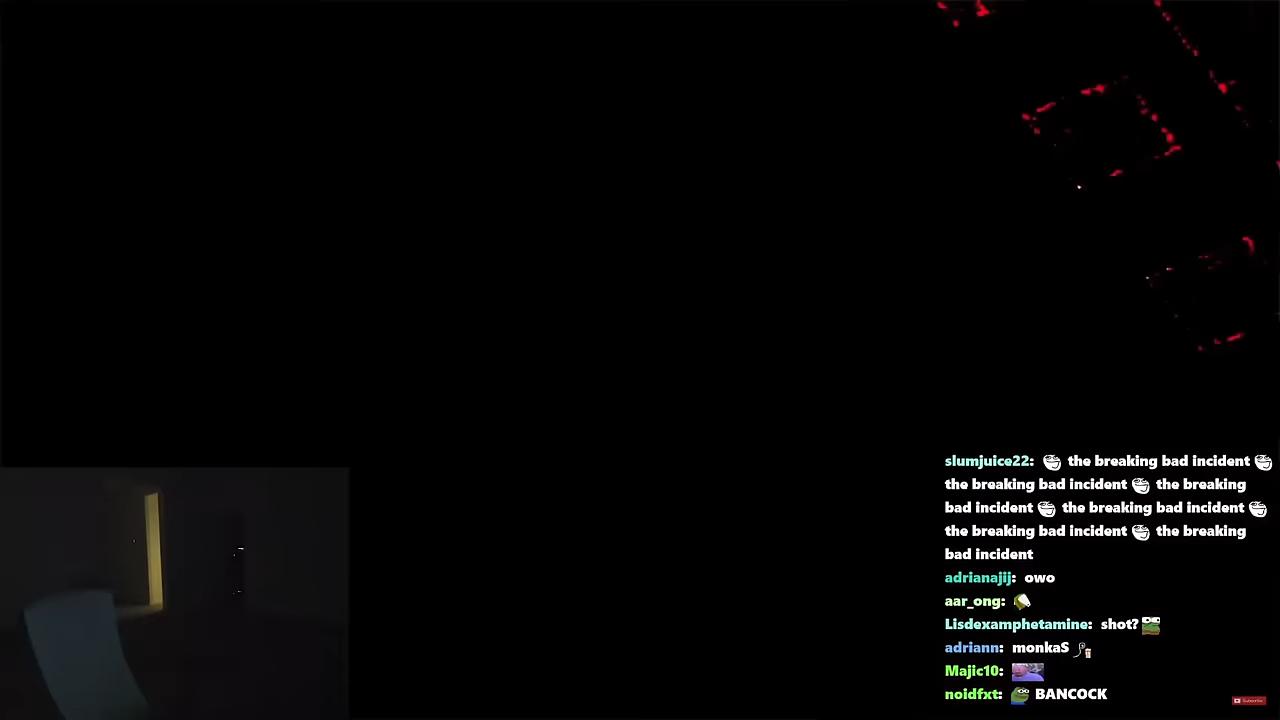 slumjuice22: the breaking bad incident
the breaking bad incident the breaking
bad incident the breaking bad incident
the breaking bad incident the breaking
bad incident
adrianajij: owo
aar_ong:
Lisdexamphetamine: shot?
adriann: monkaS
Majic10:
noidfxt: BANCOCK
Subscribe